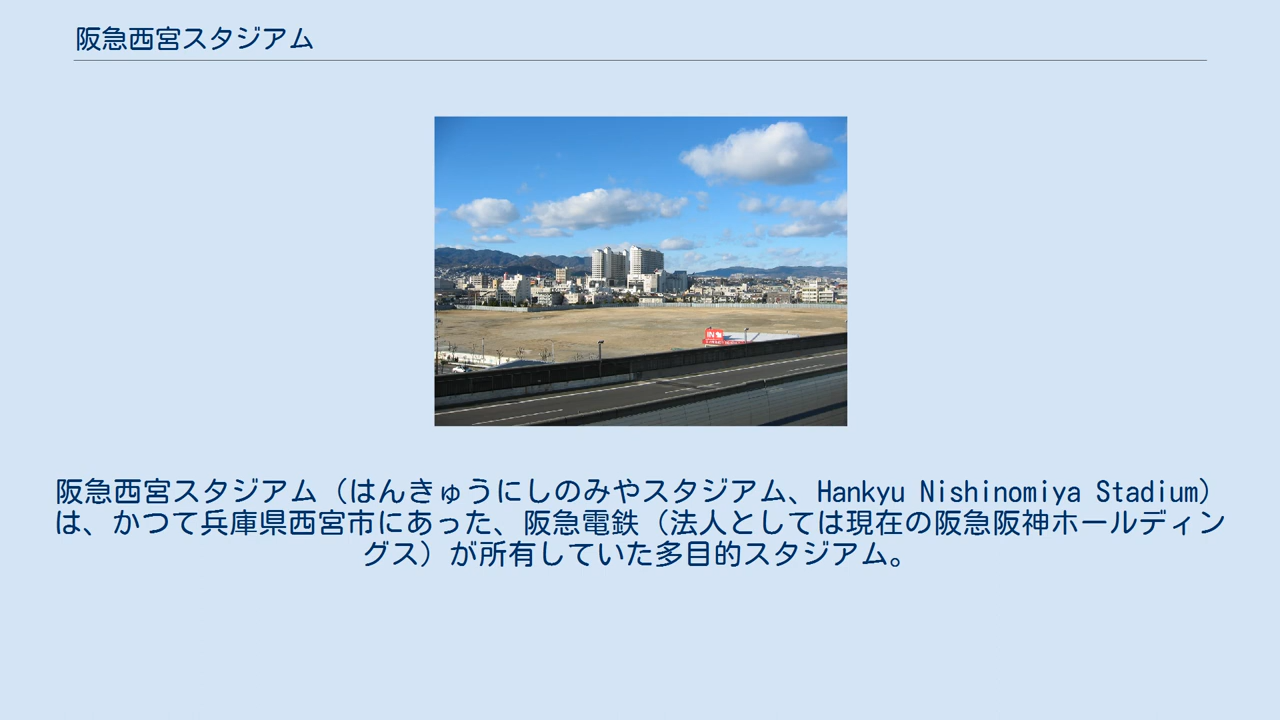 阪急西宮スタジアム
阪急西宮スタジアム（はんきゅうにしのみやスタジアム、Hankyu Nishinomiya Stadium）
は、かつて兵庫県西宮市にあった、阪急電鉄（法人としては現在の阪急阪神ホールディン
グス）が所有していた多目的スタジアム。